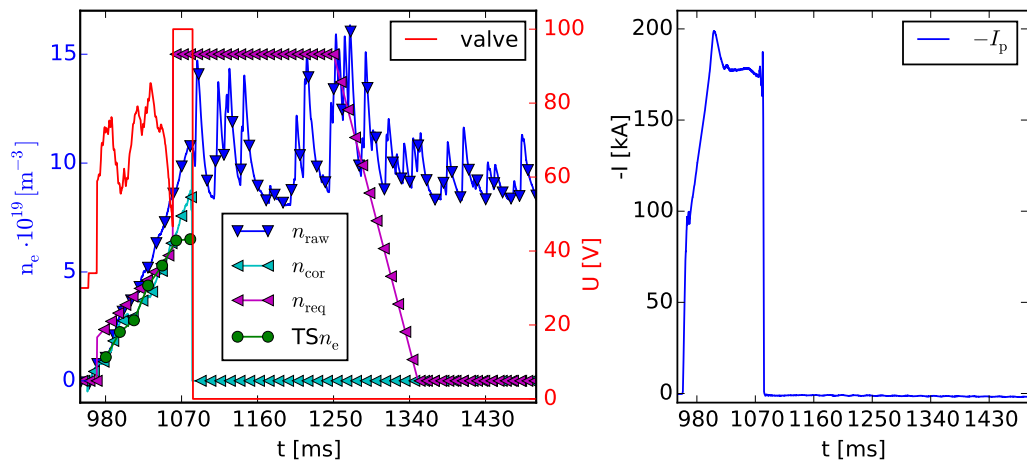 n_e ·10^19 [m^−3]
15
10
5
0
980 1070 1160 1250 1340 1430
t [ms]
valve
n_raw
n_cor
n_req
TS n_e
100
80
60
40
20
0
U [V]
-I [kA]
200
150
100
50
0
980 1070 1160 1250 1340 1430
t [ms]
−I_p